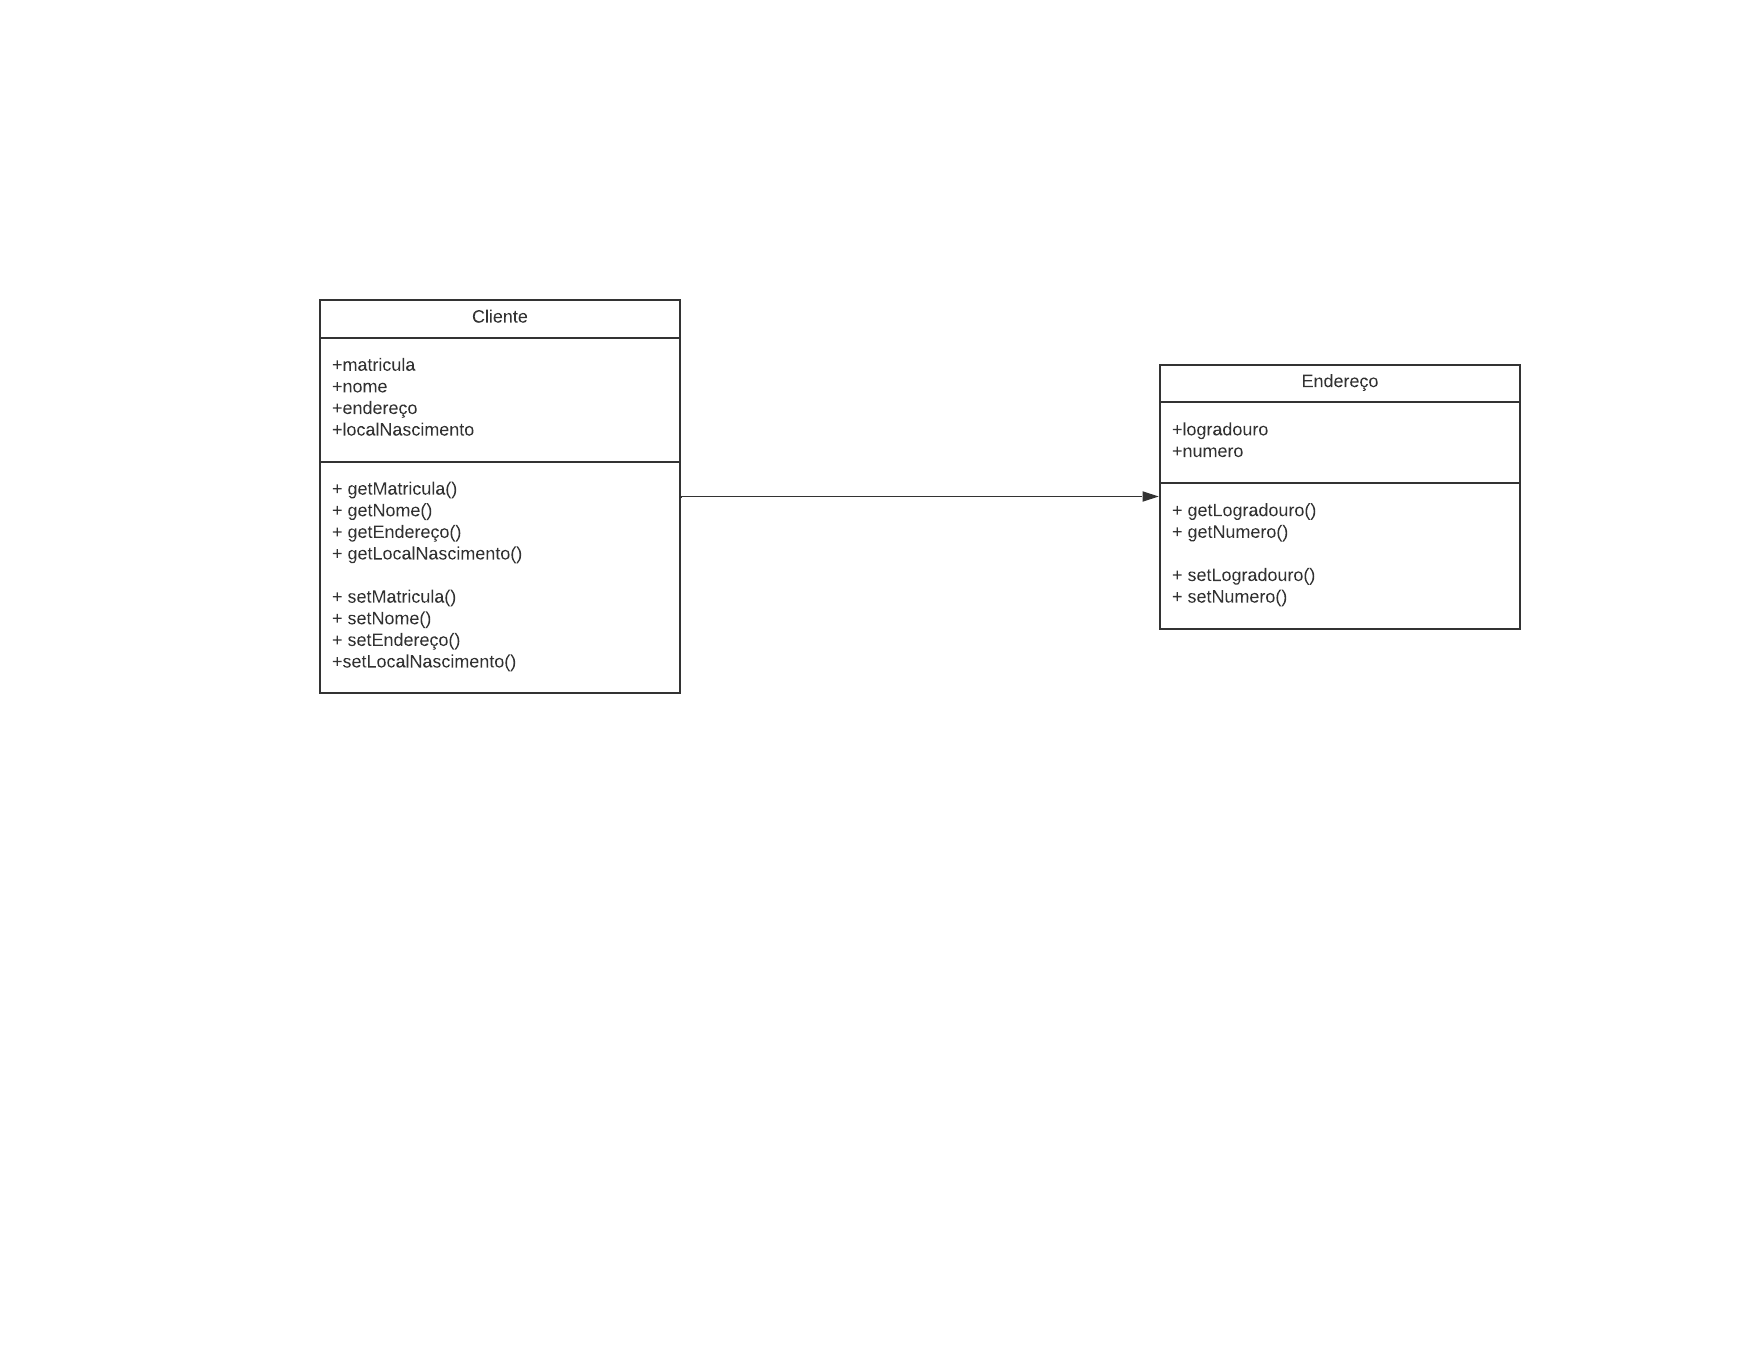 Cliente
+matricula
+nome
+endereço
+localNascimento
+ getMatricula()
+ getNome()
+ getEndereço()
+ getLocalNascimento()
+ setMatricula()
+ setNome()
+ setEndereço()
+setLocalNascimento()
Endereço
+logradouro
+numero
+ getLogradouro()
+ getNumero()
+ setLogradouro()
+ setNumero()